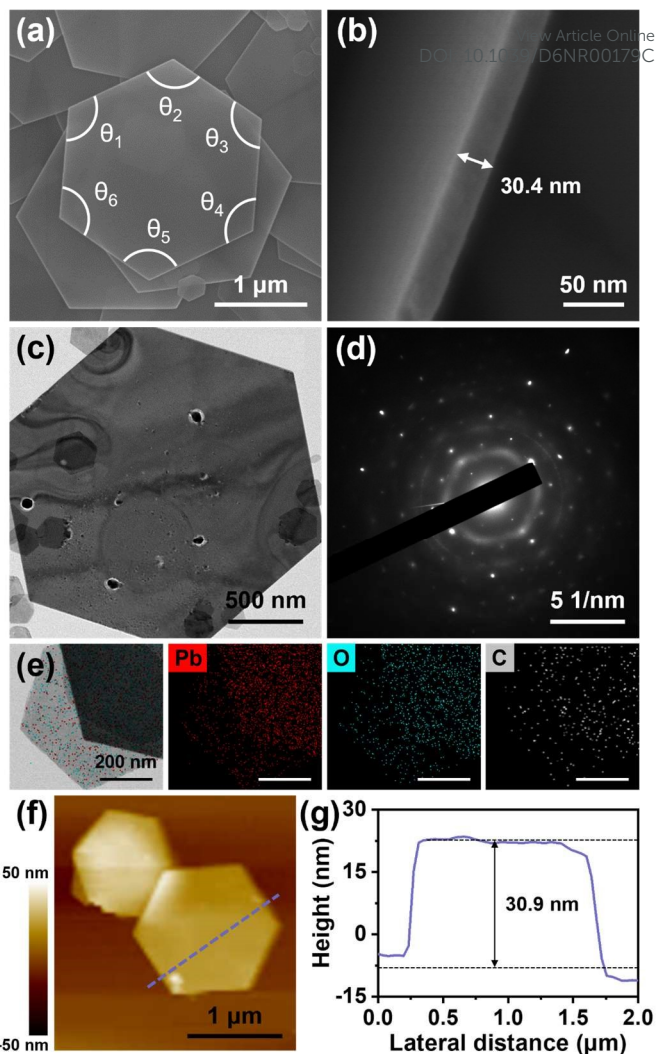 (a)
θ1
θ2
θ3
θ4
θ5
θ6
1 μm
(b)
Article Online
30.4 nm
50 nm
(c)
500 nm
(d)
5 1/nm
(e)
200 nm
Pb
O
C
(f)
50 nm
-50 nm
1 μm
(g)
Height (nm)
30
15
0
-15
30.9 nm
0.0 0.5 1.0 1.5 2.0
Lateral distance (μm)